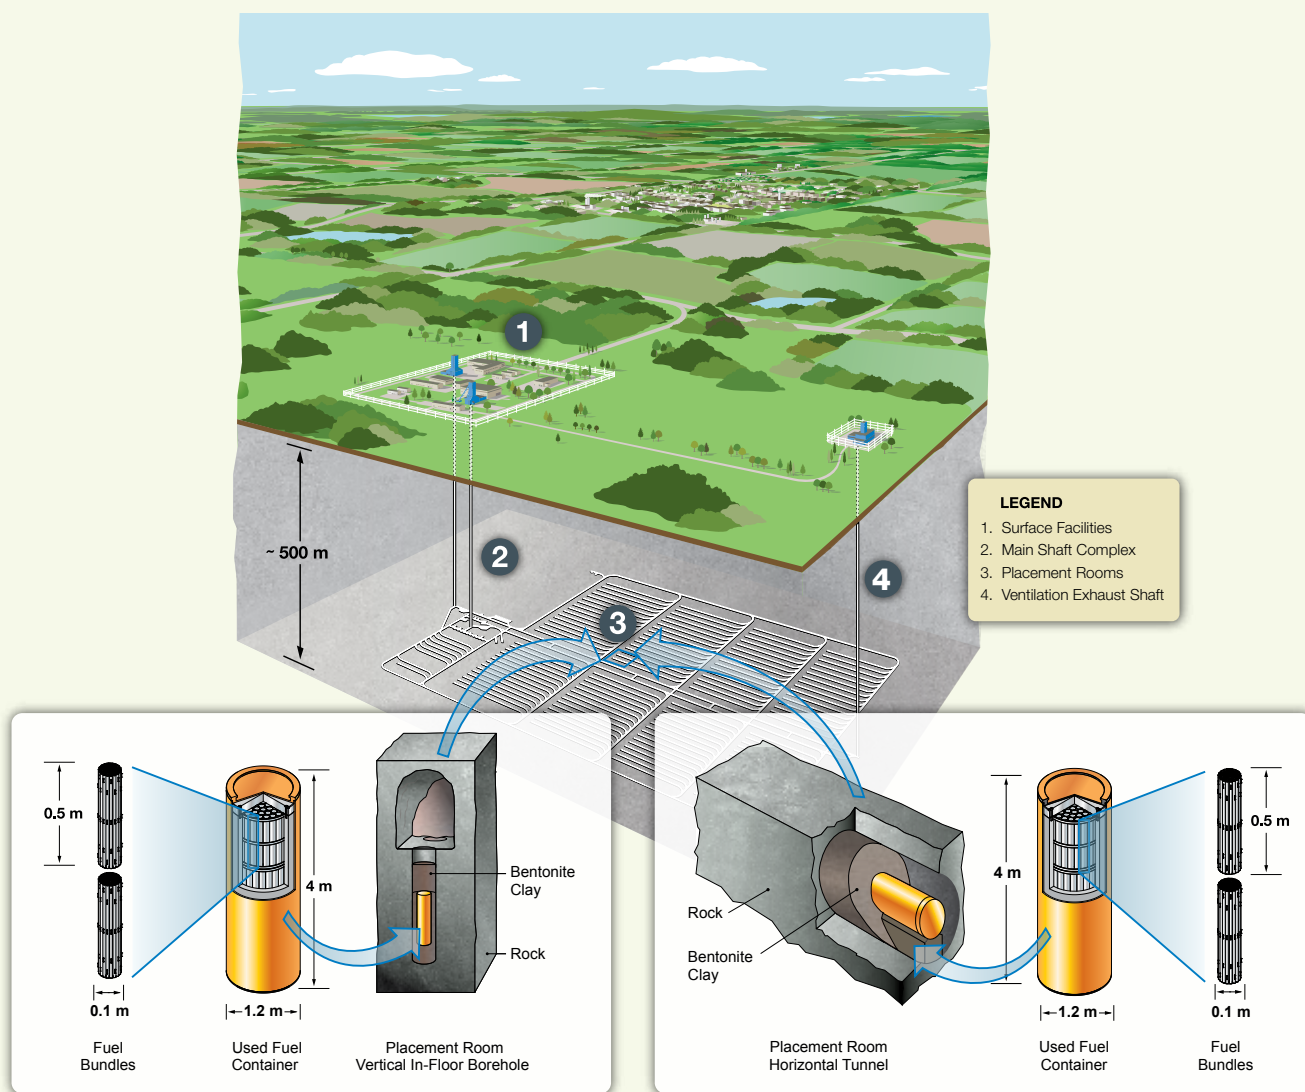 1
~ 500 m
2
4
3
LEGEND
1. Surface Facilities
2. Main Shaft Complex
3. Placement Rooms
4. Ventilation Exhaust Shaft
0.5 m
4 m
0.1 m
1.2 m
Bentonite
Clay
Rock
Fuel
Bundles
Used Fuel
Container
Placement Room
Vertical In-Floor Borehole
Rock
Bentonite
Clay
4 m
0.5 m
1.2 m
0.1 m
Placement Room
Horizontal Tunnel
Used Fuel
Container
Fuel
Bundles